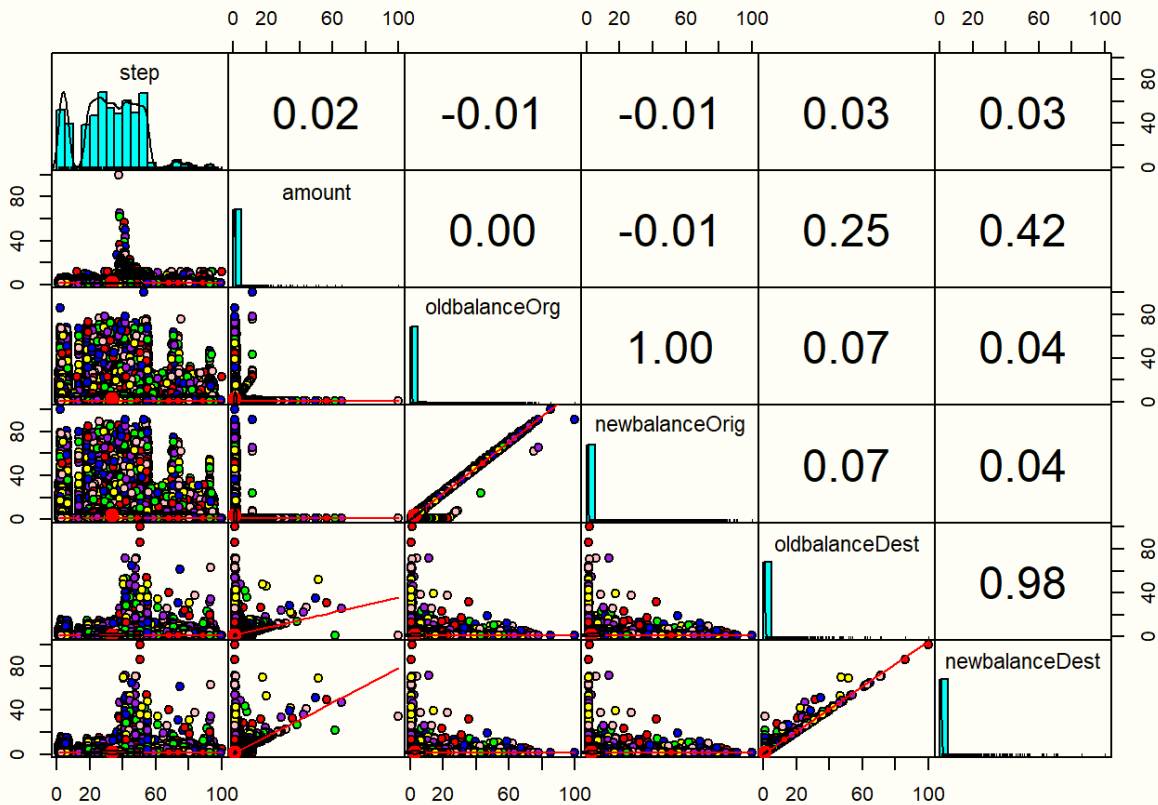 0 20 60 100 0 20 60 100 0 20 60 100
step 0.02 -0.01 -0.01 0.03 0.03 0 40 80
0 40 80 amount 0.00 -0.01 0.25 0.42
oldbalanceOrg 1.00 0.07 0.04 0 40 80
0 40 80 newbalanceOrig 0.07 0.04
oldbalanceDest 0.98 0 40 80
0 40 80 newbalanceDest
0 20 60 100 0 20 60 100 0 20 60 100